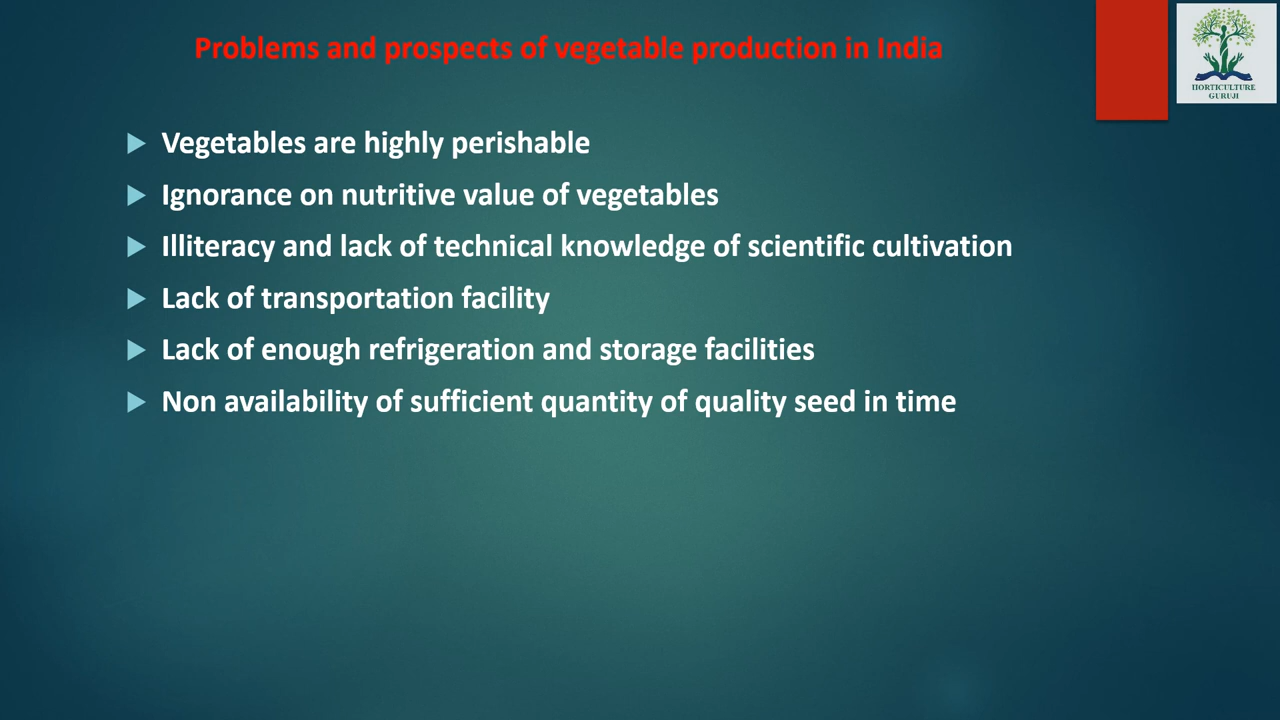 Problems and prospects of vegetable production in India
HORTICULTURE
GURUJI
Vegetables are highly perishable
Ignorance on nutritive value of vegetables
Illiteracy and lack of technical knowledge of scientific cultivation
Lack of transportation facility
Lack of enough refrigeration and storage facilities
Non availability of sufficient quantity of quality seed in time